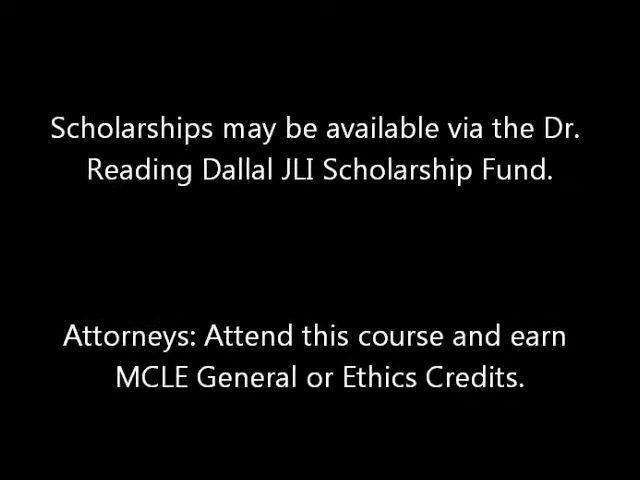 Scholarships may be available via the Dr.
Reading Dallal JLI Scholarship Fund.
Attorneys: Attend this course and earn
MCLE General or Ethics Credits.